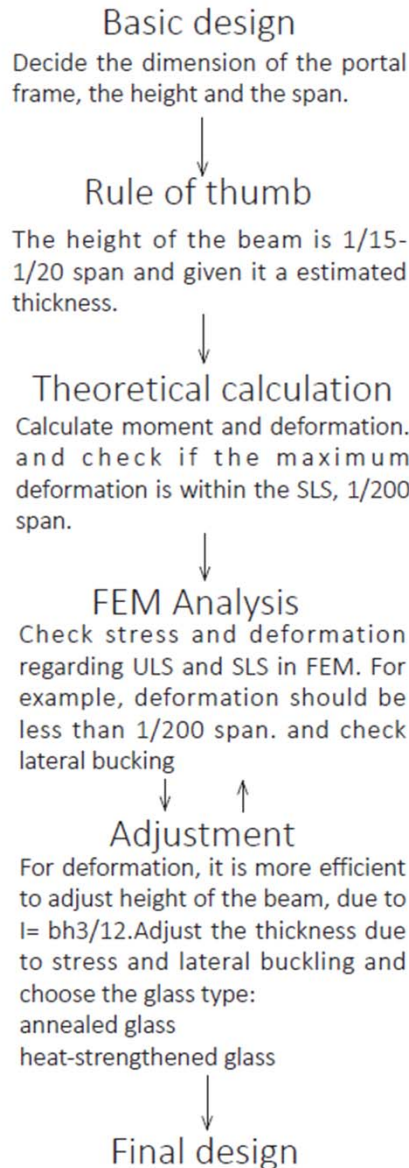 Basic design
Decide the dimension of the portal
frame, the height and the span.
Rule of thumb
The height of the beam is 1/15-
1/20 span and given it a estimated
thickness.
Theoretical calculation
Calculate moment and deformation.
and check if the maximum
deformation is within the SLS, 1/200
span.
FEM Analysis
Check stress and deformation
regarding ULS and SLS in FEM. For
example, deformation should be
less than 1/200 span. and check
lateral bucking
Adjustment
For deformation, it is more efficient
to adjust height of the beam, due to
I= bh3/12.Adjust the thickness due
to stress and lateral buckling and
choose the glass type:
annealed glass
heat-strengthened glass
Final design